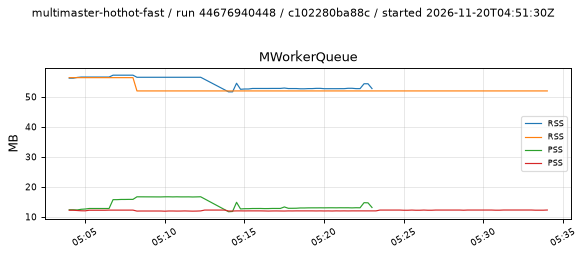 multimaster-hothot-fast / run 44676940448 / c102280ba88c / started 2026-11-20T04:51:30Z
MWorkerQueue
MB
50
40
30
20
10
RSS
RSS
PSS
PSS
05:05
05:10
05:15
05:20
05:25
05:30
05:35